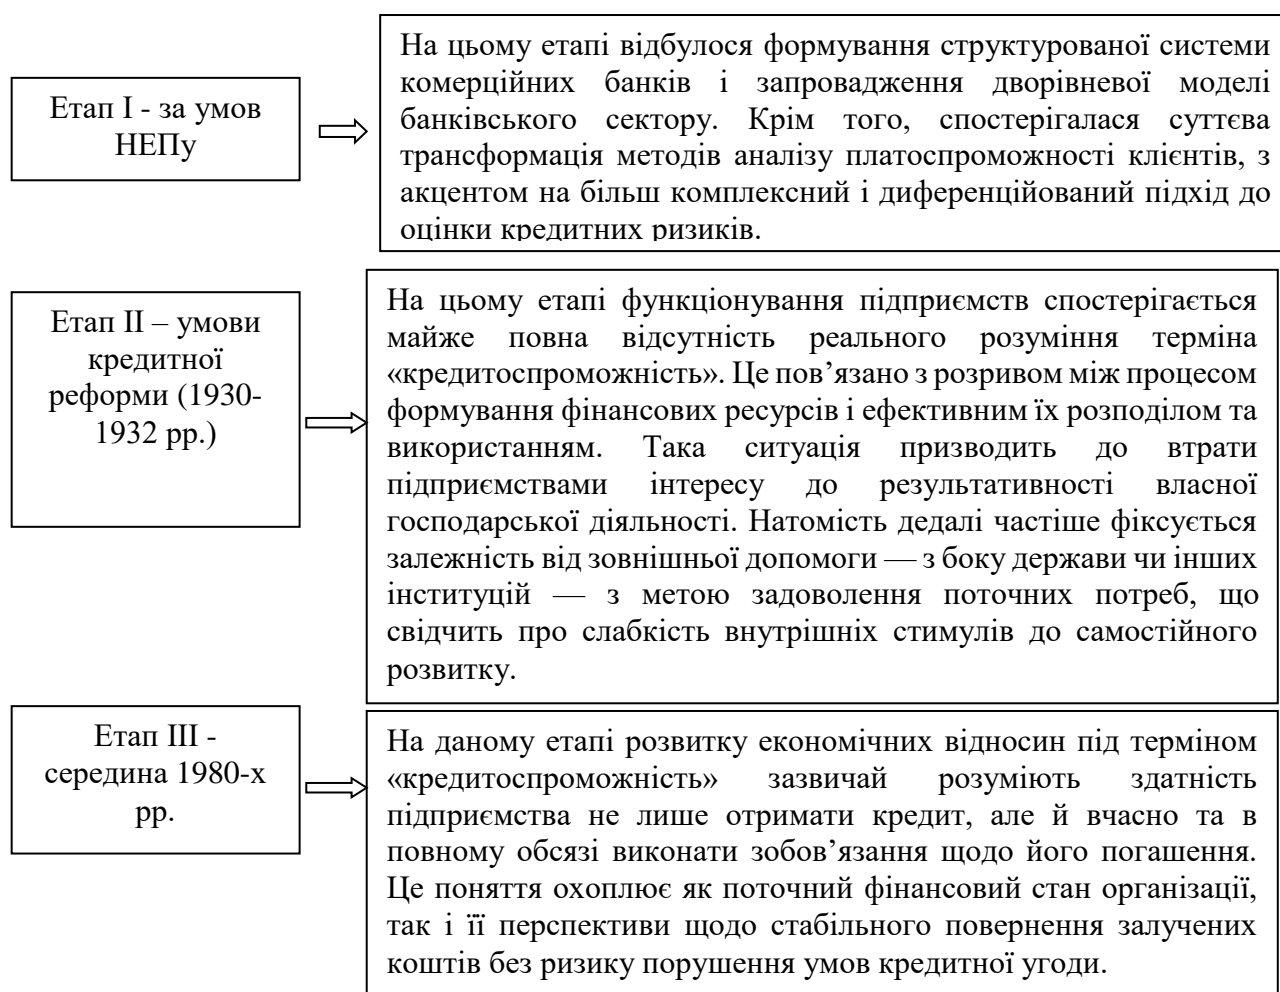 Етап І - за умов
НЕПу
На цьому етапі відбулося формування структурованої системи
комерційних банків і запровадження дворівневої моделі
банківського сектору. Крім того, спостерігалася суттєва
трансформація методів аналізу платоспроможності клієнтів, з
акцентом на більш комплексний і диференційований підхід до
оцінки кредитних ризиків.
Етап ІІ – умови
кредитної
реформи (1930-
1932 рр.)
На цьому етапі функціонування підприємств спостерігається
майже повна відсутність реального розуміння терміна
«кредитоспроможність». Це пов’язано з розривом між процесом
формування фінансових ресурсів і ефективним їх розподілом та
використанням. Така ситуація призводить до втрати
підприємствами інтересу до результативності власної
господарської діяльності. Натомість дедалі частіше фіксується
залежність від зовнішньої допомоги — з боку держави чи інших
інституцій — з метою задоволення поточних потреб, що
свідчить про слабкість внутрішніх стимулів до самостійного
розвитку.
Етап ІІІ -
середина 1980-х
рр.
На даному етапі розвитку економічних відносин під терміном
«кредитоспроможність» зазвичай розуміють здатність
підприємства не лише отримати кредит, але й вчасно та в
повному обсязі виконати зобов’язання щодо його погашення.
Це поняття охоплює як поточний фінансовий стан організації,
так і її перспективи щодо стабільного повернення залучених
коштів без ризику порушення умов кредитної угоди.